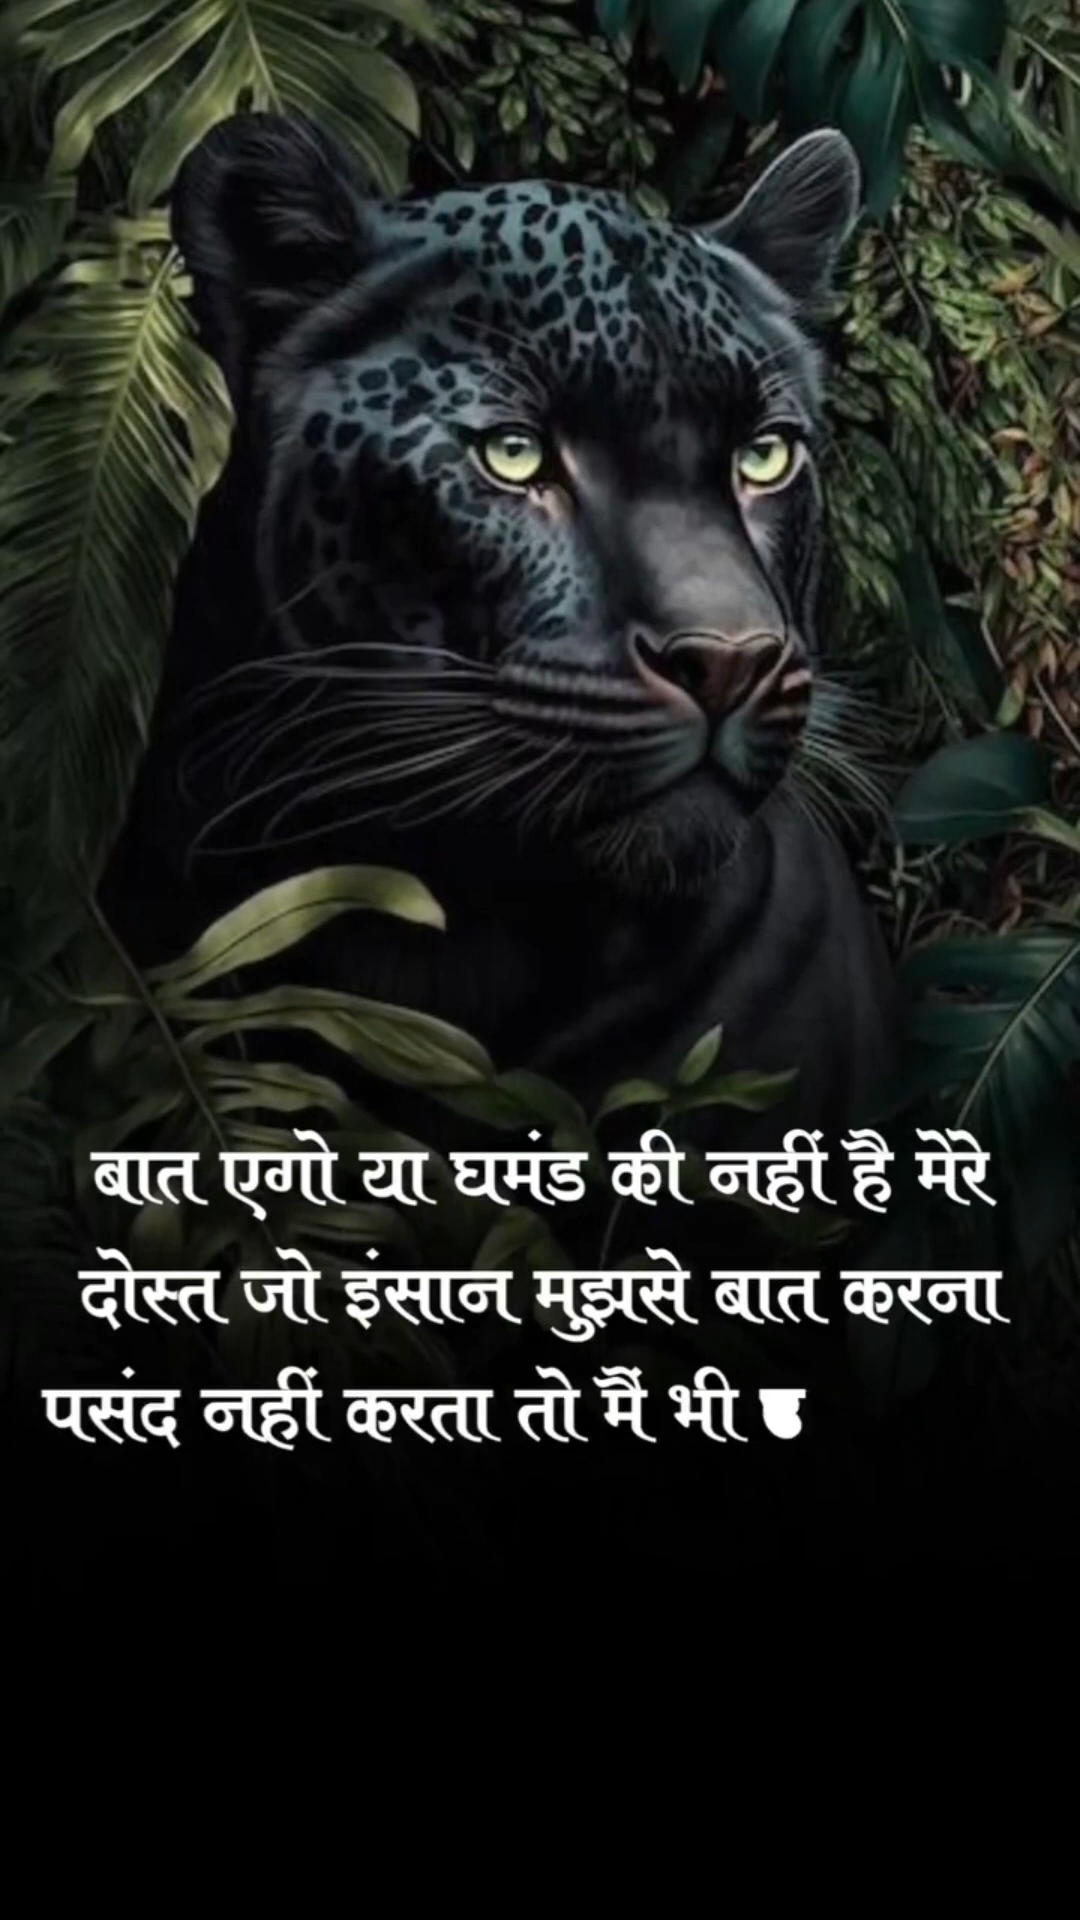 बात एगो या घमंड की नहीं है मेरे
दोस्त जो इंसान मुझसे बात करना
पसंद नहीं करता तो मैं भी